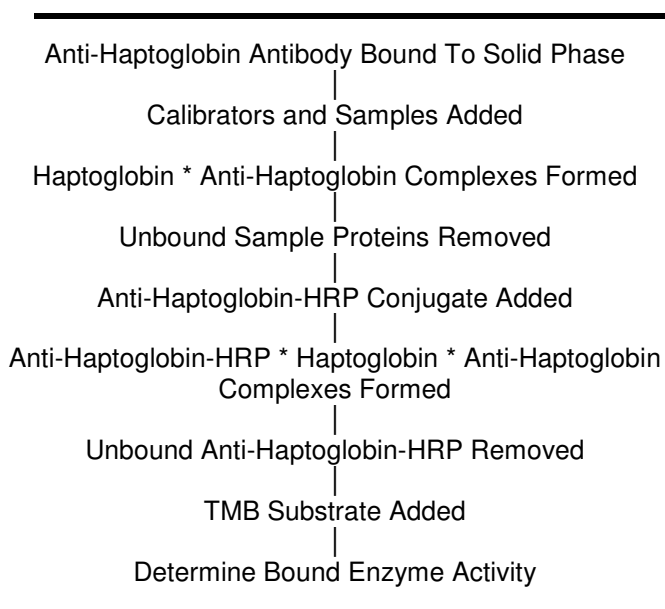 Anti-Haptoglobin Antibody Bound To Solid Phase
Calibrators and Samples Added
Haptoglobin * Anti-Haptoglobin Complexes Formed
Unbound Sample Proteins Removed
Anti-Haptoglobin-HRP Conjugate Added
Anti-Haptoglobin-HRP * Haptoglobin * Anti-Haptoglobin
Complexes Formed
Unbound Anti-Haptoglobin-HRP Removed
TMB Substrate Added
Determine Bound Enzyme Activity